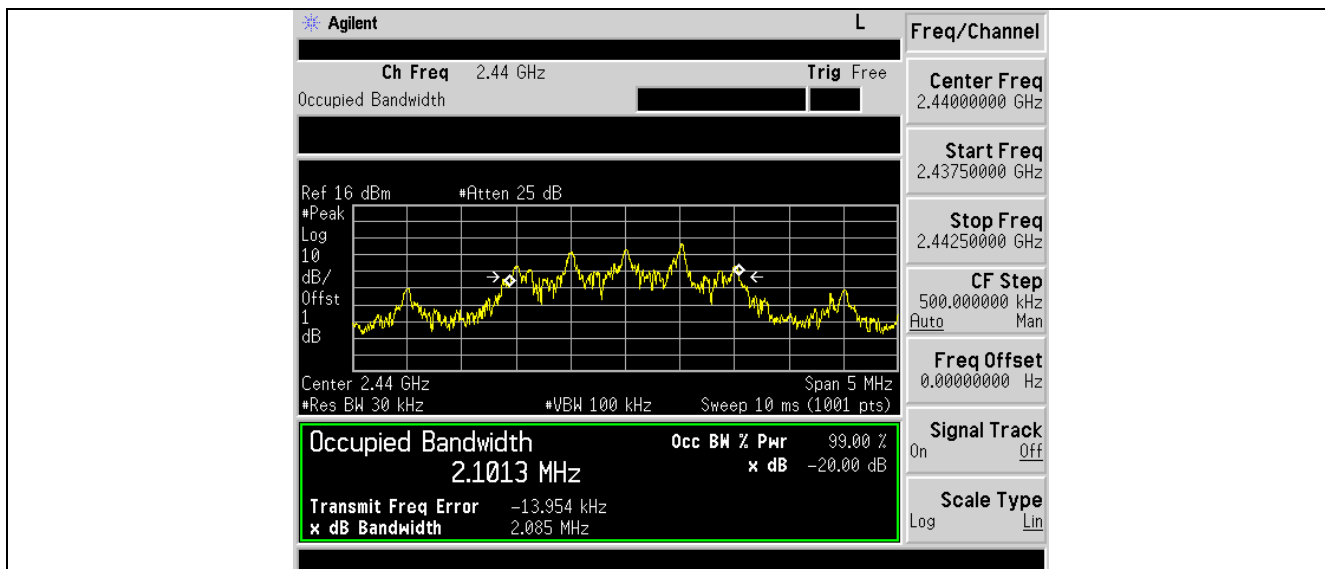 Agilent L
Ch Freq 2.44 GHz Trig Free
Occupied Bandwidth
Ref 16 dBm #Atten 25 dB
#Peak
Log
10
dB/
Offst
1
dB
Center 2.44 GHz Span 5 MHz
#Res BW 30 kHz #VBW 100 kHz Sweep 10 ms (1001 pts)
Occupied Bandwidth
2.1013 MHz
Occ BW % Pwr 99.00 %
x dB -20.00 dB
Transmit Freq Error -13.954 kHz
x dB Bandwidth 2.085 MHz
Freq/Channel
Center Freq
2.44000000 GHz
Start Freq
2.43750000 GHz
Stop Freq
2.44250000 GHz
CF Step
500.000000 kHz
Auto Man
Freq Offset
0.00000000 Hz
Signal Track
On Off
Scale Type
Log Lin